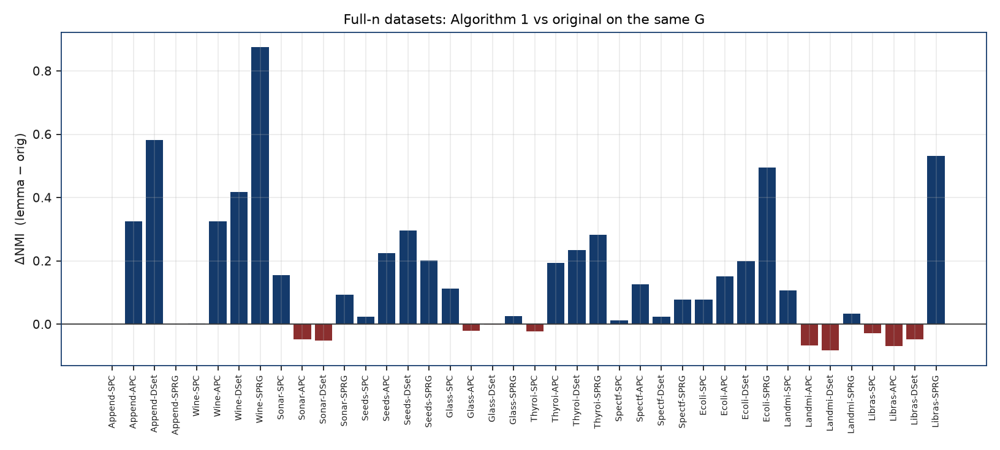 Full-n datasets: Algorithm 1 vs original on the same G
ΔNMI (lemma − orig)
0.8
0.6
0.4
0.2
0.0
Append-SPC
Append-APC
Append-DSet
Append-SPRG
Wine-SPC
Wine-APC
Wine-DSet
Wine-SPRG
Sonar-SPC
Sonar-APC
Sonar-DSet
Sonar-SPRG
Seeds-SPC
Seeds-APC
Seeds-DSet
Seeds-SPRG
Glass-SPC
Glass-APC
Glass-DSet
Glass-SPRG
Thyroi-SPC
Thyroi-APC
Thyroi-DSet
Thyroi-SPRG
Spectf-SPC
Spectf-APC
Spectf-DSet
Spectf-SPRG
Ecoli-SPC
Ecoli-APC
Ecoli-DSet
Ecoli-SPRG
Landmi-SPC
Landmi-APC
Landmi-DSet
Landmi-SPRG
Libras-SPC
Libras-APC
Libras-DSet
Libras-SPRG